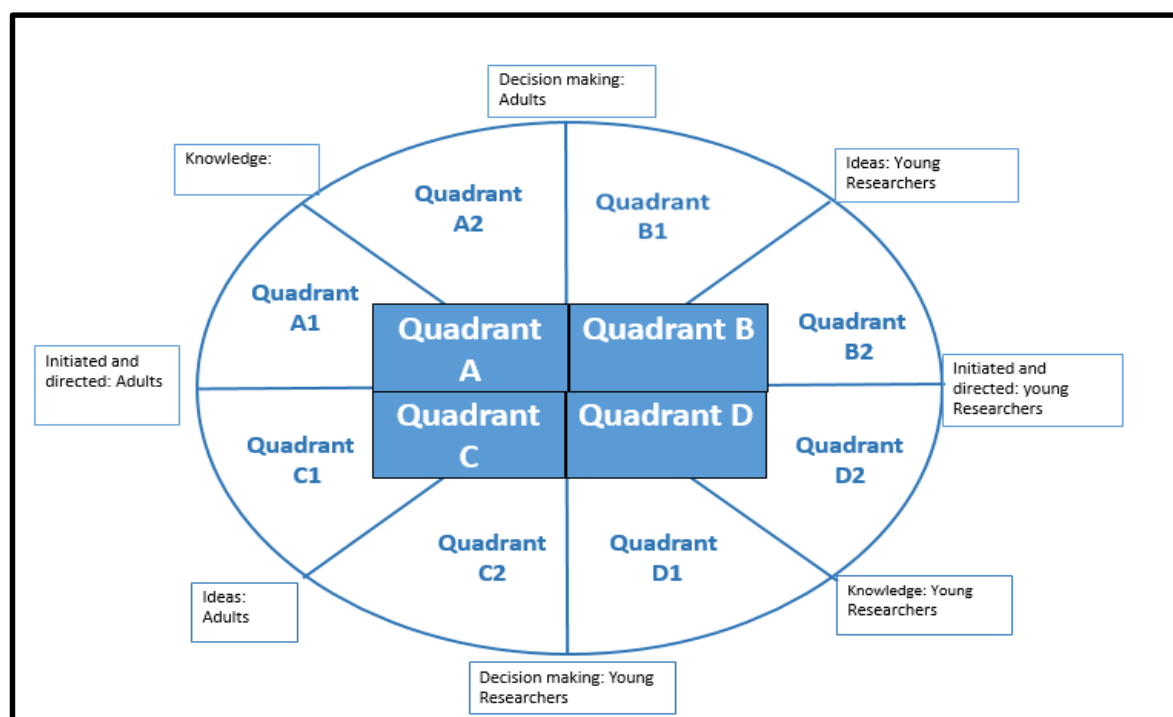 Decision making:
Adults
Knowledge:
Ideas: Young
Researchers
Quadrant
A2
Quadrant
B1
Quadrant
A1
Quadrant
A
Quadrant B
Quadrant
B2
Initiated and
directed: Adults
Initiated and
directed: young
Researchers
Quadrant
C1
Quadrant
C
Quadrant D
Quadrant
D2
Quadrant
C2
Quadrant
D1
Ideas:
Adults
Knowledge: Young
Researchers
Decision making: Young
Researchers